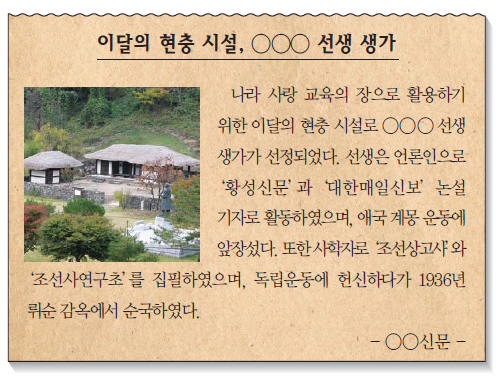 이달의 현충 시설, ○○○ 선생 생가
나라 사랑 교육의 장으로 활용하기
위한 이달의 현충 시설로 ○○○ 선생
생가가 선정되었다. 선생은 언론인으로
‘황성신문’과 ‘대한매일신보’ 논설
기자로 활동하였으며, 애국 계몽 운동에
앞장섰다. 또한 사학자로 ‘조선상고사’와
‘조선사연구초’를 집필하였으며, 독립운동에 헌신하다가 1936년
뤼순 감옥에서 순국하였다.
- ○○신문 -